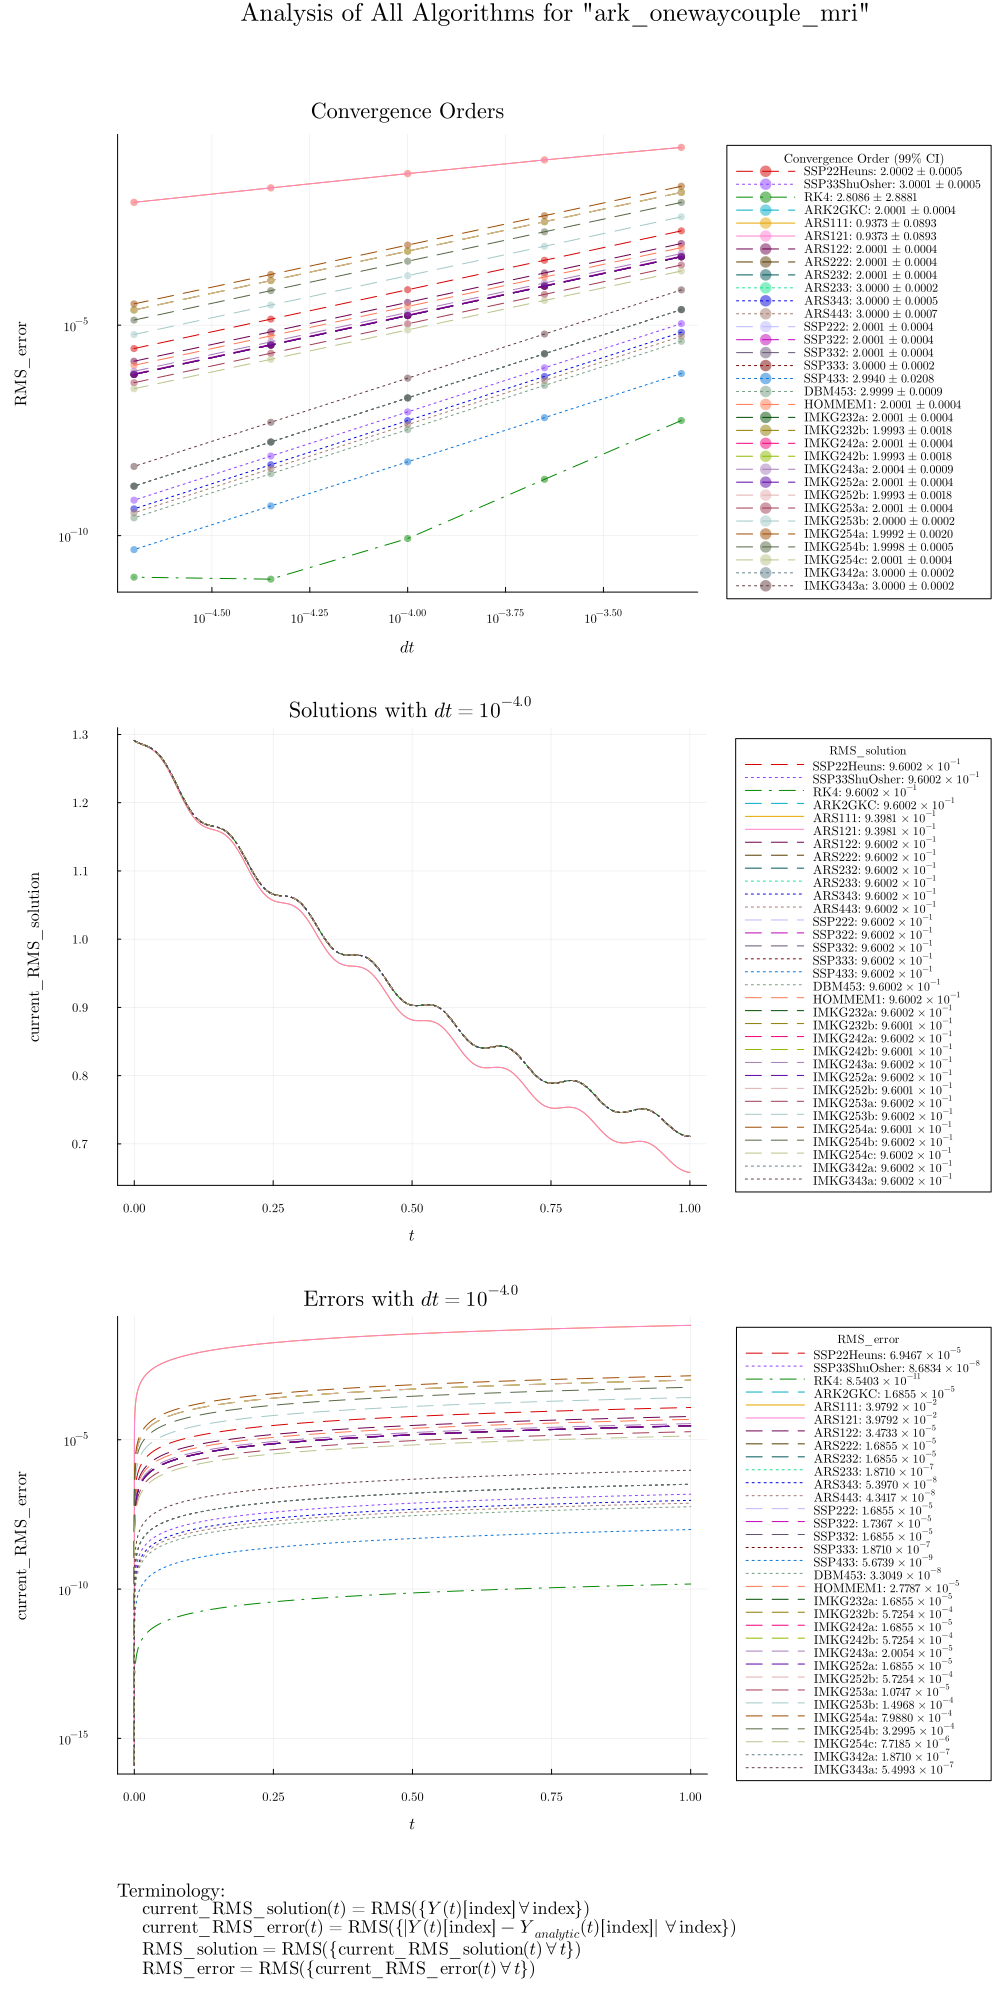 Analysis of All Algorithms for "ark_onewaycouple_mri"
Convergence Orders
RMS_error
10^−5
10^−10
10^−4.50
10^−4.25
10^−4.00
10^−3.75
10^−3.50
dt
Convergence Order (99% CI)
SSP22Heuns: 2.0002 ± 0.0005
SSP33ShuOsher: 3.0001 ± 0.0005
RK4: 2.8086 ± 2.8881
ARK2GKC: 2.0001 ± 0.0004
ARS111: 0.9373 ± 0.0893
ARS121: 0.9373 ± 0.0893
ARS122: 2.0001 ± 0.0004
ARS222: 2.0001 ± 0.0004
ARS232: 2.0001 ± 0.0004
ARS233: 3.0000 ± 0.0002
ARS343: 3.0000 ± 0.0005
ARS443: 3.0000 ± 0.0007
SSP222: 2.0001 ± 0.0004
SSP322: 2.0001 ± 0.0004
SSP332: 2.0001 ± 0.0004
SSP333: 3.0000 ± 0.0002
SSP433: 2.9940 ± 0.0208
DBM453: 2.9999 ± 0.0009
HOMMEM1: 2.0001 ± 0.0004
IMKG232a: 2.0001 ± 0.0004
IMKG232b: 1.9993 ± 0.0018
IMKG242a: 2.0001 ± 0.0004
IMKG242b: 1.9993 ± 0.0018
IMKG243a: 2.0004 ± 0.0009
IMKG252a: 2.0001 ± 0.0004
IMKG252b: 1.9993 ± 0.0018
IMKG253a: 2.0001 ± 0.0004
IMKG253b: 2.0000 ± 0.0002
IMKG254a: 1.9992 ± 0.0020
IMKG254b: 1.9998 ± 0.0005
IMKG254c: 2.0001 ± 0.0004
IMKG342a: 3.0000 ± 0.0002
IMKG343a: 3.0000 ± 0.0002
Solutions with dt = 10^−4.0
current_RMS_solution
1.3
1.2
1.1
1.0
0.9
0.8
0.7
0.00
0.25
0.50
0.75
1.00
t
RMS_solution
SSP22Heuns: 9.6002 × 10^−1
SSP33ShuOsher: 9.6002 × 10^−1
RK4: 9.6002 × 10^−1
ARK2GKC: 9.6002 × 10^−1
ARS111: 9.3981 × 10^−1
ARS121: 9.3981 × 10^−1
ARS122: 9.6002 × 10^−1
ARS222: 9.6002 × 10^−1
ARS232: 9.6002 × 10^−1
ARS233: 9.6002 × 10^−1
ARS343: 9.6002 × 10^−1
ARS443: 9.6002 × 10^−1
SSP222: 9.6002 × 10^−1
SSP322: 9.6002 × 10^−1
SSP332: 9.6002 × 10^−1
SSP333: 9.6002 × 10^−1
SSP433: 9.6002 × 10^−1
DBM453: 9.6002 × 10^−1
HOMMEM1: 9.6002 × 10^−1
IMKG232a: 9.6002 × 10^−1
IMKG232b: 9.6001 × 10^−1
IMKG242a: 9.6002 × 10^−1
IMKG242b: 9.6001 × 10^−1
IMKG243a: 9.6002 × 10^−1
IMKG252a: 9.6002 × 10^−1
IMKG252b: 9.6001 × 10^−1
IMKG253a: 9.6002 × 10^−1
IMKG253b: 9.6002 × 10^−1
IMKG254a: 9.6001 × 10^−1
IMKG254b: 9.6002 × 10^−1
IMKG254c: 9.6002 × 10^−1
IMKG342a: 9.6002 × 10^−1
IMKG343a: 9.6002 × 10^−1
Errors with dt = 10^−4.0
current_RMS_error
10^−5
10^−10
10^−15
0.00
0.25
0.50
0.75
1.00
t
RMS_error
SSP22Heuns: 6.9467 × 10^−5
SSP33ShuOsher: 8.6834 × 10^−8
RK4: 8.5403 × 10^−11
ARK2GKC: 1.6855 × 10^−5
ARS111: 3.9792 × 10^−2
ARS121: 3.9792 × 10^−2
ARS122: 3.4733 × 10^−5
ARS222: 1.6855 × 10^−5
ARS232: 1.6855 × 10^−5
ARS233: 1.8710 × 10^−7
ARS343: 5.3970 × 10^−8
ARS443: 4.3417 × 10^−8
SSP222: 1.6855 × 10^−5
SSP322: 1.7367 × 10^−5
SSP332: 1.6855 × 10^−5
SSP333: 1.8710 × 10^−7
SSP433: 5.6739 × 10^−9
DBM453: 3.3049 × 10^−8
HOMMEM1: 2.7787 × 10^−5
IMKG232a: 1.6855 × 10^−5
IMKG232b: 5.7254 × 10^−4
IMKG242a: 1.6855 × 10^−5
IMKG242b: 5.7254 × 10^−4
IMKG243a: 2.0054 × 10^−5
IMKG252a: 1.6855 × 10^−5
IMKG252b: 5.7254 × 10^−4
IMKG253a: 1.0747 × 10^−5
IMKG253b: 1.4968 × 10^−4
IMKG254a: 7.9880 × 10^−4
IMKG254b: 3.2995 × 10^−4
IMKG254c: 7.7185 × 10^−6
IMKG342a: 1.8710 × 10^−7
IMKG343a: 5.4993 × 10^−7
Terminology:
current_RMS_solution(t) = RMS({Y(t)[index] ∀ index})
current_RMS_error(t) = RMS({|Y(t)[index] − Y_analytic(t)[index]| ∀ index})
RMS_solution = RMS({current_RMS_solution(t) ∀ t})
RMS_error = RMS({current_RMS_error(t) ∀ t})